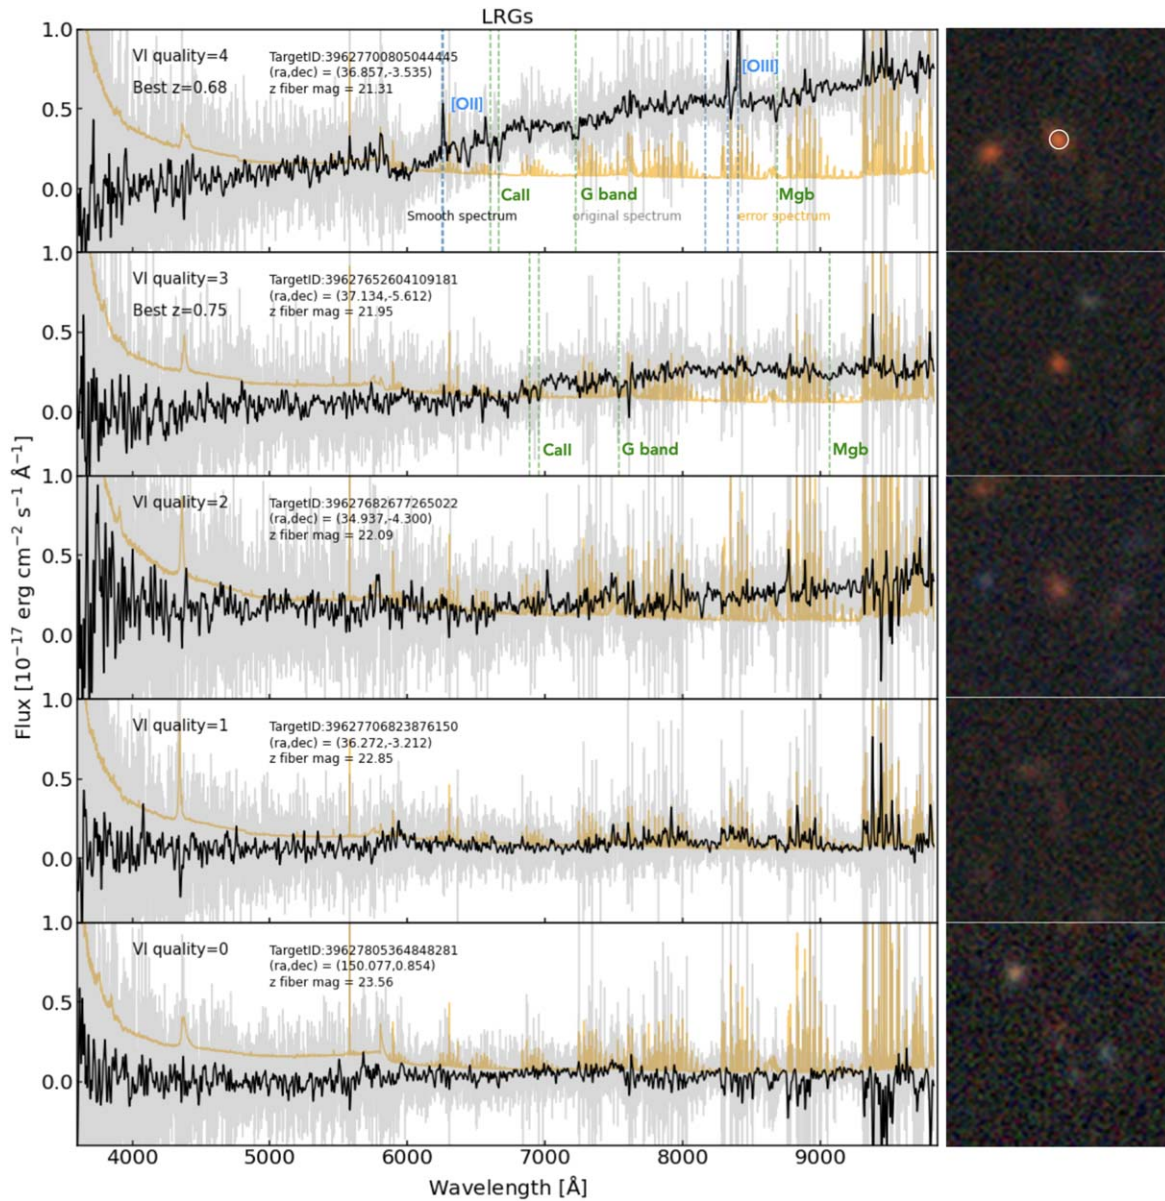 LRGs
1.0
VI quality=4
TargetID:39627700805044445
(ra,dec) = (36.857,-3.535)
Best z=0.68
z fiber mag = 21.31
[OIII]
[OII]
0.5
0.0
CaII
G band
Mgb
Smooth spectrum
original spectrum
error spectrum
1.0
VI quality=3
TargetID:39627652604109181
(ra,dec) = (37.134,-5.612)
Best z=0.75
z fiber mag = 21.95
0.5
0.0
CaII
G band
Mgb
1.0
VI quality=2
TargetID:39627682677265022
(ra,dec) = (34.937,-4.300)
z fiber mag = 22.09
0.5
0.0
Flux [10⁻¹⁷ erg cm⁻² s⁻¹ Å⁻¹]
1.0
VI quality=1
TargetID:39627706823876150
(ra,dec) = (36.272,-3.212)
z fiber mag = 22.85
0.5
0.0
1.0
VI quality=0
TargetID:39627805364848281
(ra,dec) = (150.077,0.854)
z fiber mag = 23.56
0.5
0.0
4000 5000 6000 7000 8000 9000
Wavelength [Å]